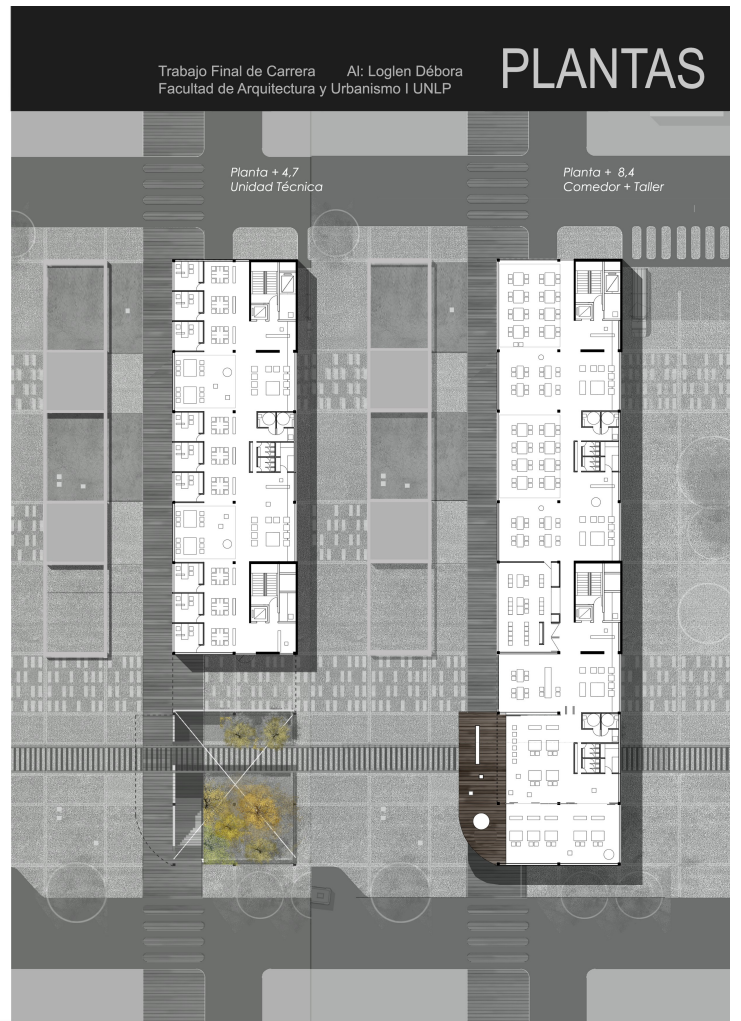 Trabajo Final de Carrera Al: Loglen Débora
Facultad de Arquitectura y Urbanismo I UNLP
PLANTAS
Planta + 4,7
Unidad Técnica
Planta + 8,4
Comedor + Taller